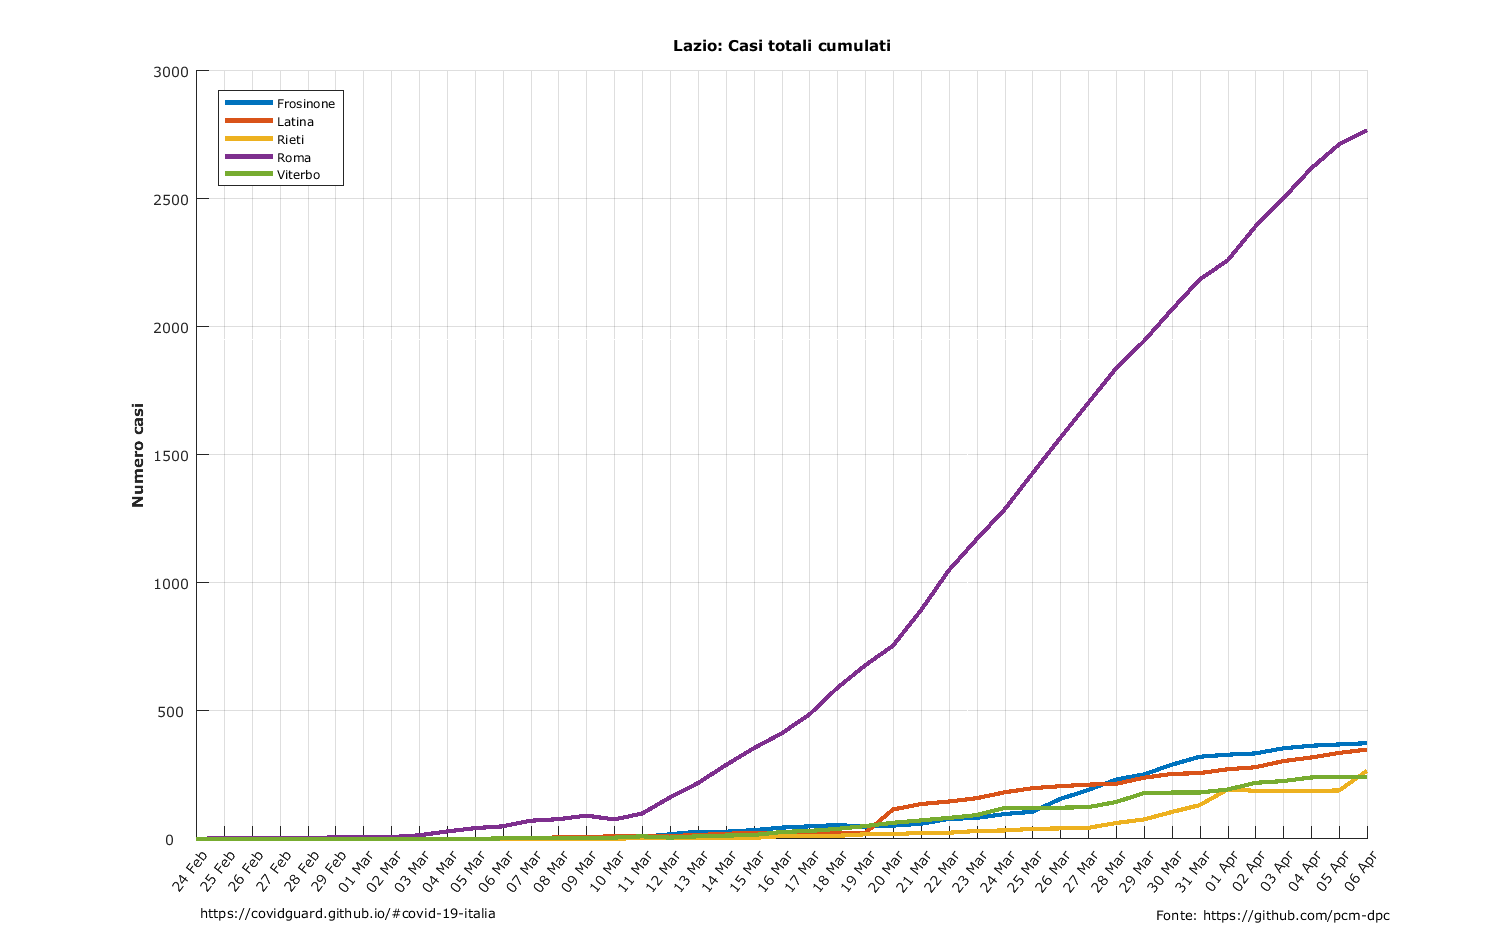 Lazio: Casi totali cumulati
3000
2500
2000
1500
1000
500
0
Numero casi
Frosinone
Latina
Rieti
Roma
Viterbo
24 Feb
25 Feb
26 Feb
27 Feb
28 Feb
29 Feb
01 Mar
02 Mar
03 Mar
04 Mar
05 Mar
06 Mar
07 Mar
08 Mar
09 Mar
10 Mar
11 Mar
12 Mar
13 Mar
14 Mar
15 Mar
16 Mar
17 Mar
18 Mar
19 Mar
20 Mar
21 Mar
22 Mar
23 Mar
24 Mar
25 Mar
26 Mar
27 Mar
28 Mar
29 Mar
30 Mar
31 Mar
01 Apr
02 Apr
03 Apr
04 Apr
05 Apr
06 Apr
https://covidguard.github.io/#covid-19-italia
Fonte: https://github.com/pcm-dpc